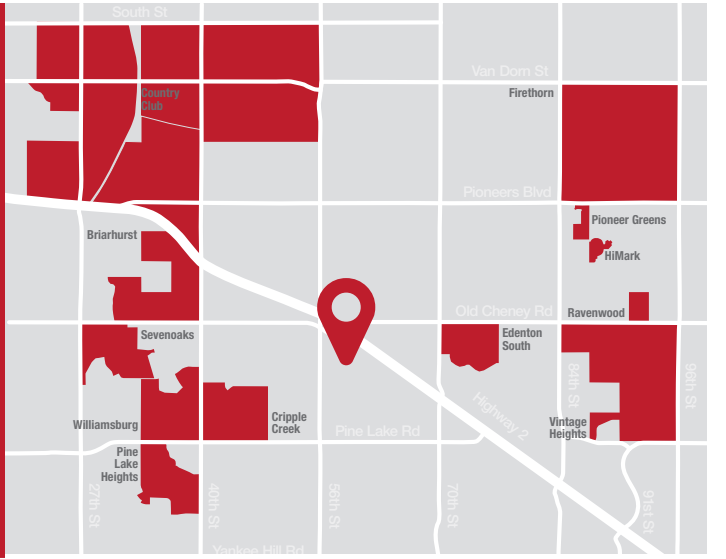 South St
Van Dorn St
Country
Club
Firethorn
Pioneers Blvd
Pioneer Greens
Briarhurst
HiMark
Old Cheney Rd
Ravenwood
Sevenoaks
Edenton
South
84th St
98th St
Highway 2
Williamsburg
Cripple
Creek
Pine Lake Rd
Vintage
Heights
Pine
Lake
Heights
27th St
40th St
56th St
70th St
91st St
Yankee Hill Rd